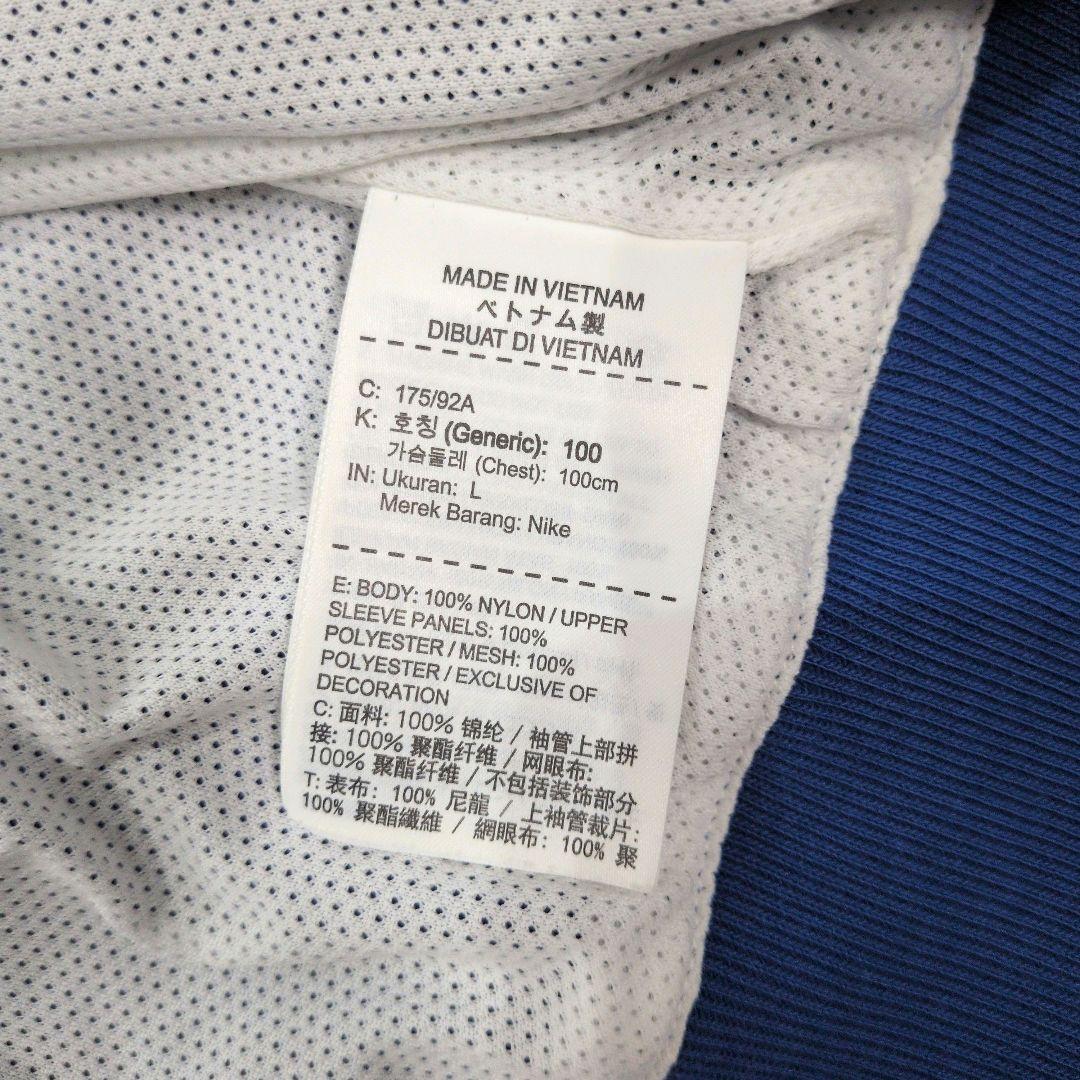 MADE IN VIETNAM
ベトナム製
DIBUAT DI VIETNAM
C: 175/92A
K: 호칭 (Generic): 100
가슴둘레 (Chest): 100cm
IN: Ukuran: L
Merek Barang: Nike
E: BODY: 100% NYLON / UPPER
SLEEVE PANELS: 100%
POLYESTER / MESH: 100%
POLYESTER / EXCLUSIVE OF
DECORATION
C: 面料: 100% 锦纶 / 袖管上部拼
接: 100% 聚酯纤维 / 网眼布:
100% 聚酯纤维 / 不包括装饰部分
T: 表布: 100% 尼龍 / 上袖管裁片:
100% 聚酯纖維 / 網眼布: 100% 聚